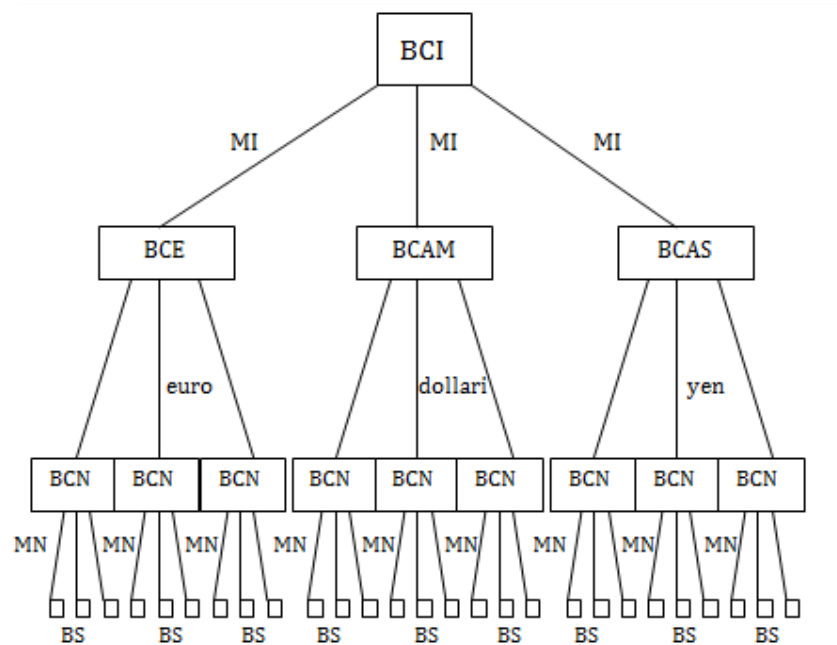 BCI
MI MI MI
BCE BCAM BCAS
euro dollari yen
BCN BCN BCN BCN BCN BCN BCN BCN BCN
MN MN MN MN MN MN MN MN MN
BS BS BS BS BS BS BS BS BS